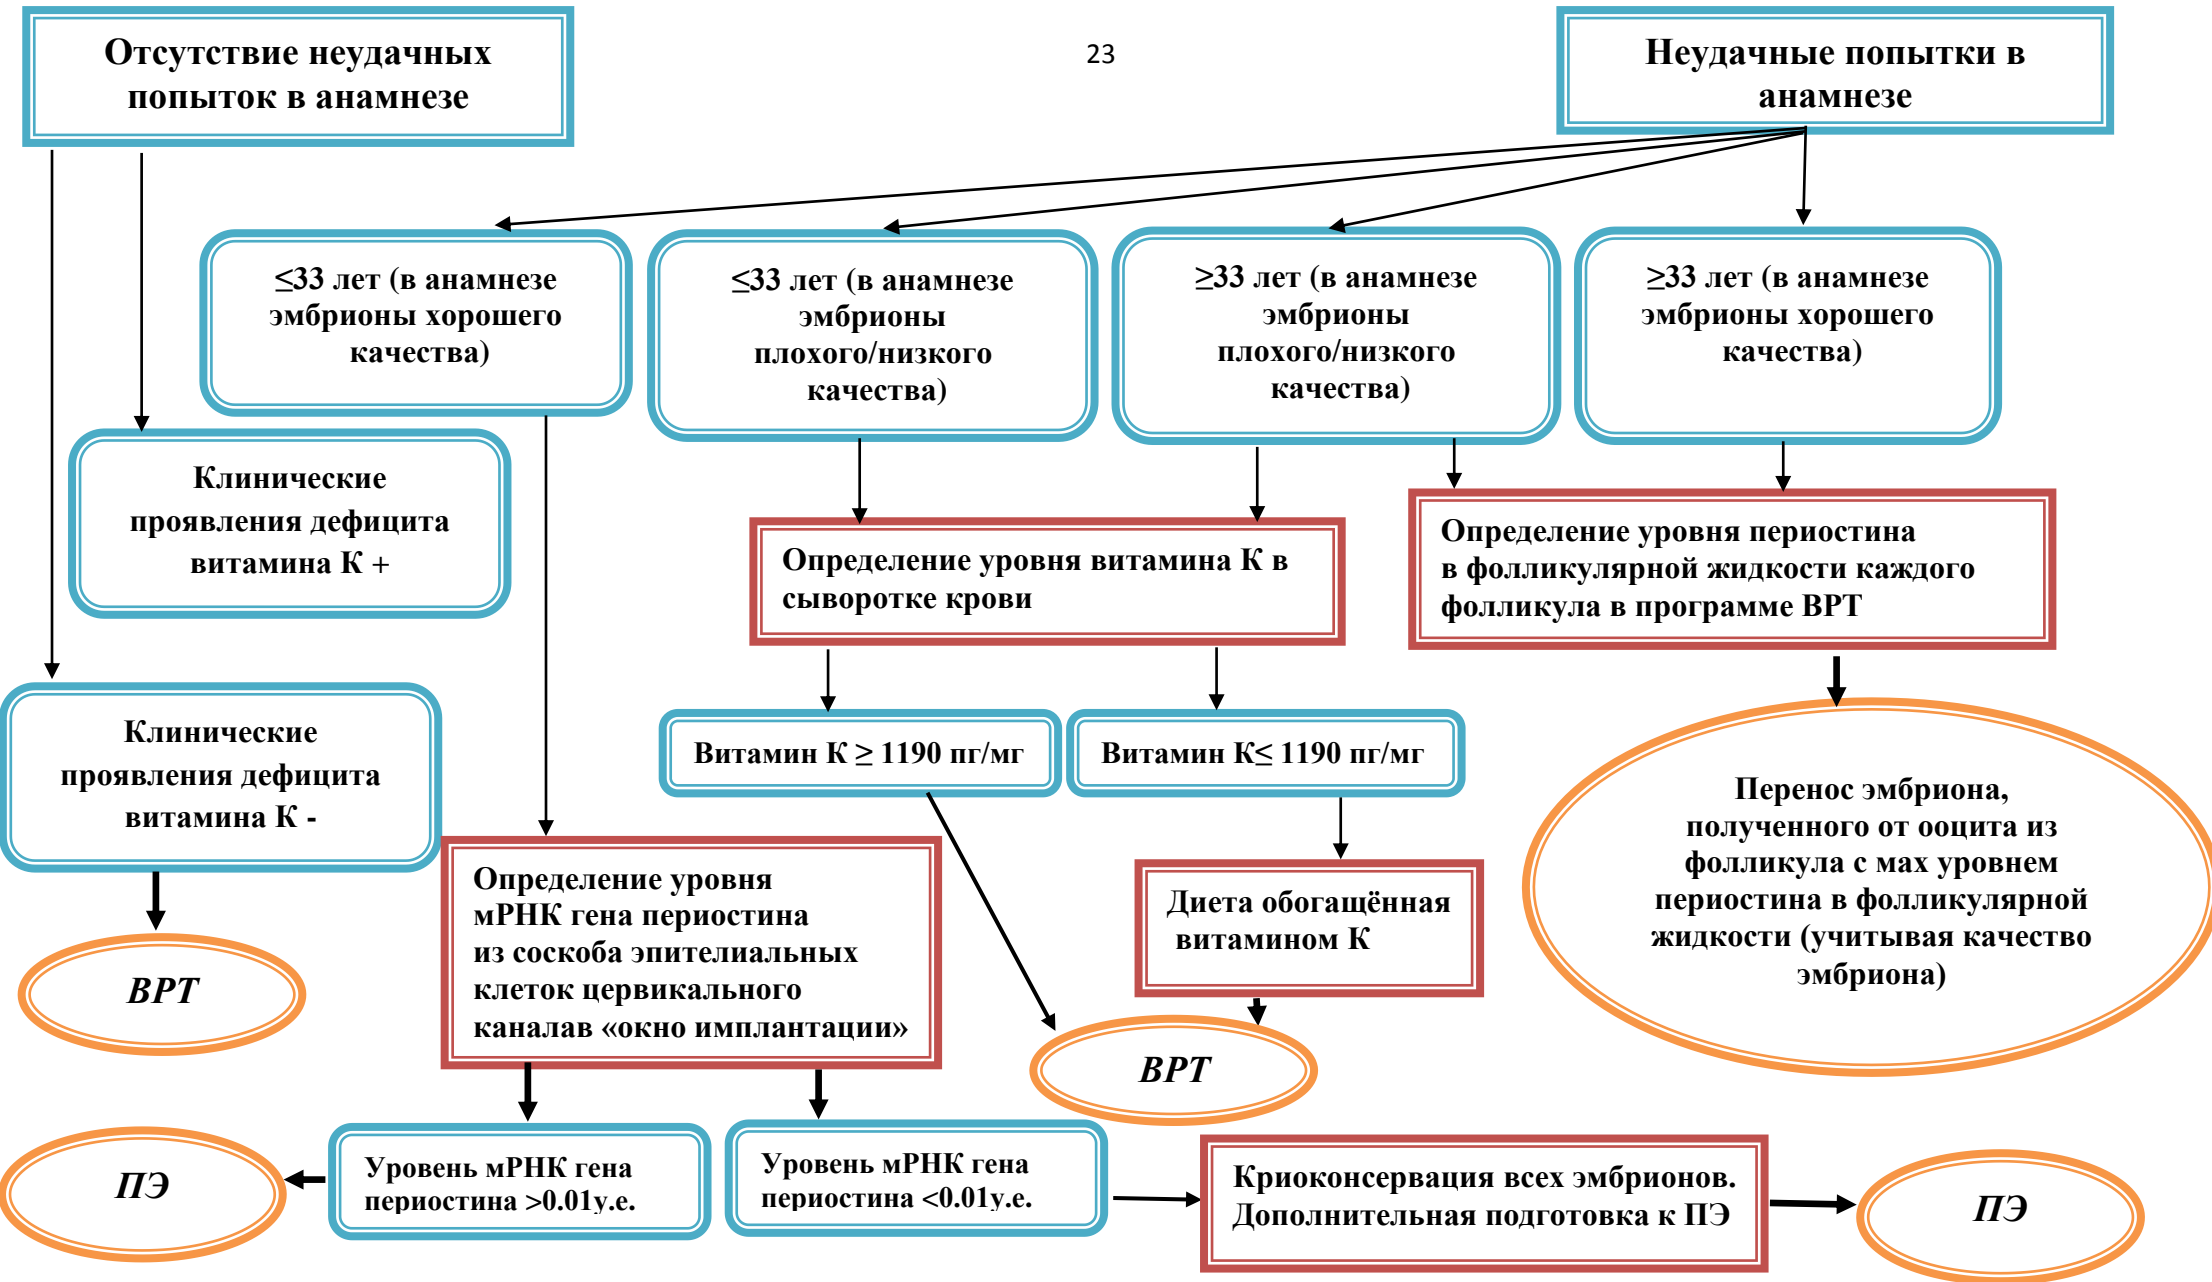 23
Отсутствие неудачных
попыток в анамнезе
Неудачные попытки в
анамнезе
≤33 лет (в анамнезе
эмбрионы хорошего
качества)
≤33 лет (в анамнезе
эмбрионы
плохого/низкого
качества)
≥33 лет (в анамнезе
эмбрионы
плохого/низкого
качества)
≥33 лет (в анамнезе
эмбрионы хорошего
качества)
Клинические
проявления дефицита
витамина К +
Определение уровня витамина К в
сыворотке крови
Определение уровня периостина
в фолликулярной жидкости каждого
фолликула в программе ВРТ
Клинические
проявления дефицита
витамина К -
Витамин К ≥ 1190 пг/мг
Витамин К≤ 1190 пг/мг
Перенос эмбриона,
полученного от ооцита из
фолликула с мах уровнем
периостина в фолликулярной
жидкости (учитывая качество
эмбриона)
Определение уровня
мРНК гена периостина
из соскоба эпителиальных
клеток цервикального
каналав «окно имплантации»
Диета обогащённая
витамином К
ВРТ
ВРТ
ПЭ
Уровень мРНК гена
периостина >0.01у.е.
Уровень мРНК гена
периостина <0.01у.е.
Криоконсервация всех эмбрионов.
Дополнительная подготовка к ПЭ
ПЭ